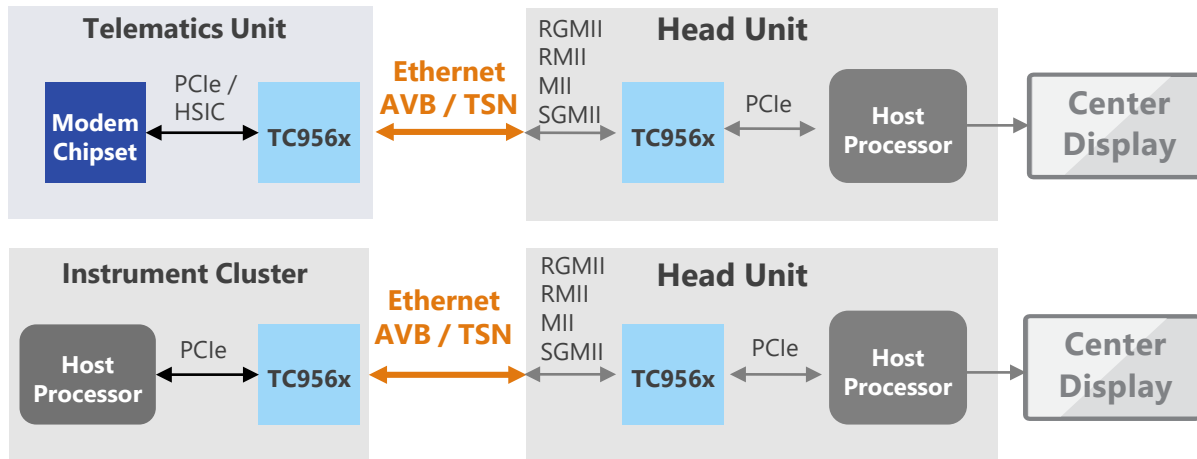 Telematics Unit
Modem
Chipset
PCIe /
HSIC
TC956x
Ethernet
AVB / TSN
Head Unit
RGMII
RMII
MII
SGMII
TC956x
PCIe
Host
Processor
Center
Display
Instrument Cluster
Host
Processor
PCIe
TC956x
Ethernet
AVB / TSN
Head Unit
RGMII
RMII
MII
SGMII
TC956x
PCIe
Host
Processor
Center
Display